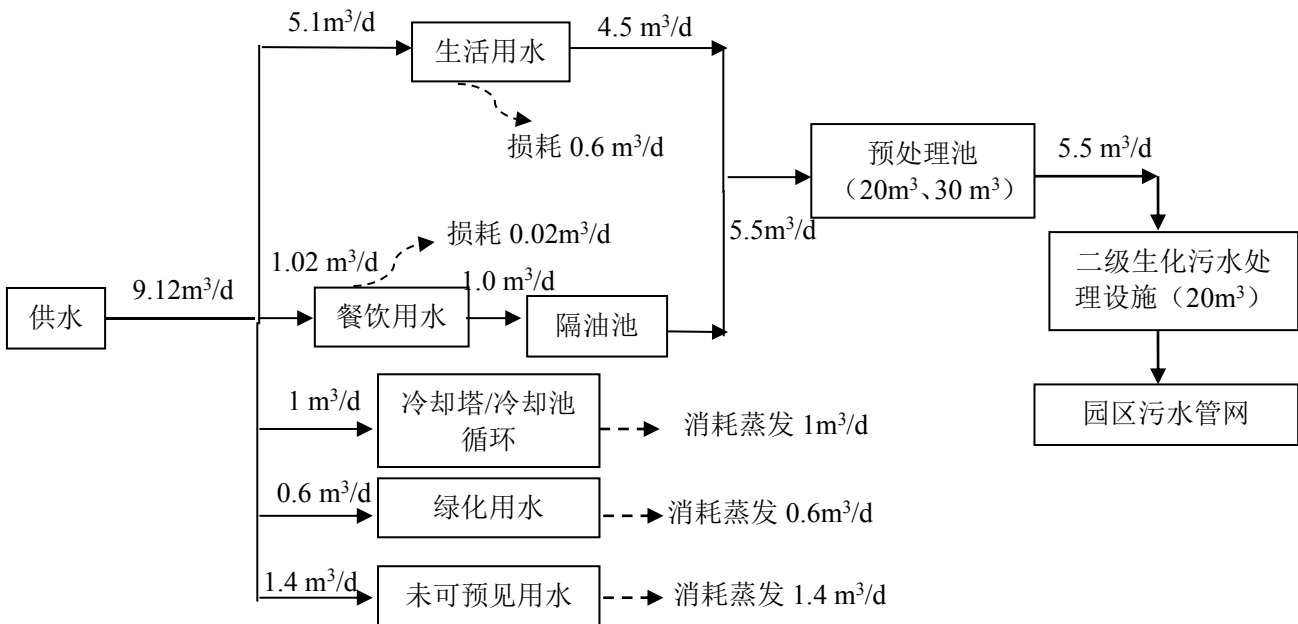 5.1m³/d
生活用水
4.5 m³/d
损耗 0.6 m³/d
预处理池
（20m³、30 m³）
5.5 m³/d
损耗 0.02m³/d
5.5m³/d
1.02 m³/d
1.0 m³/d
二级生化污水处
理设施（20m³）
供水
9.12m³/d
餐饮用水
隔油池
1 m³/d
冷却塔/冷却池
循环
消耗蒸发 1m³/d
园区污水管网
0.6 m³/d
绿化用水
消耗蒸发 0.6m³/d
1.4 m³/d
未可预见用水
消耗蒸发 1.4 m³/d